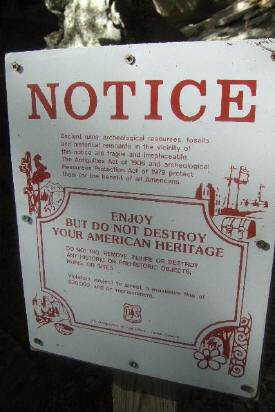 NOTICE
Ancient ruins, archeological resources, fossils,
and historical remnants in the vicinity of
this notice are fragile and irreplaceable.
The Antiquities Act of 1906 and archeological
Resources Protection Act of 1979 protect
them for the benefit of all Americans.
ENJOY
BUT DO NOT DESTROY
YOUR AMERICAN HERITAGE
DO NOT DIG, REMOVE, INJURE OR DESTROY
ANY HISTORIC OR PREHISTORIC OBJECTS,
RUINS, OR SITES
Violators subject to arrest, a maximum fine of
$20,000 and or imprisonment.